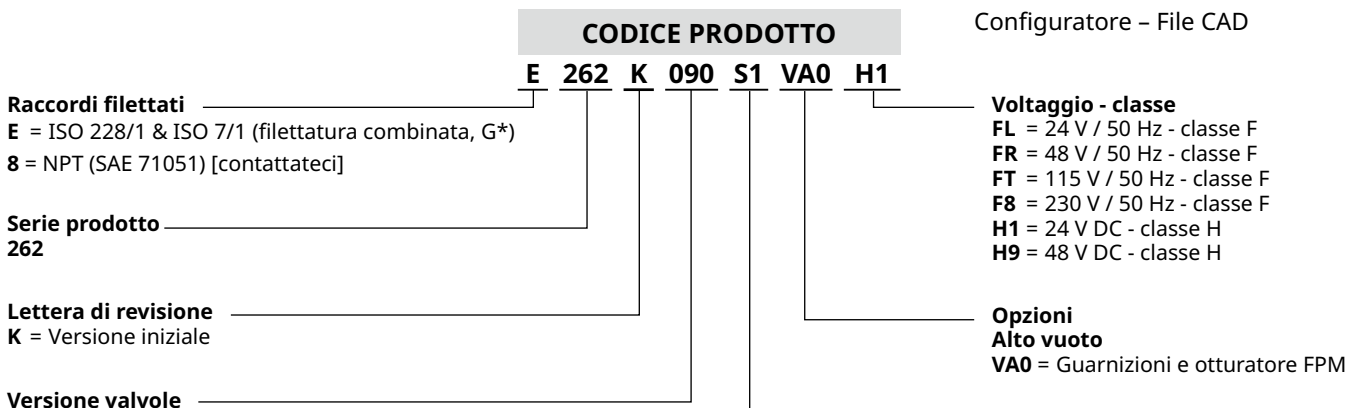 CODICE PRODOTTO
Configuratore – File CAD
E 262 K 090 S1 VA0 H1
Raccordi filettati
E = ISO 228/1 & ISO 7/1 (filettatura combinata, G*)
8 = NPT (SAE 71051) [contattateci]
Serie prodotto
262
Lettera di revisione
K = Versione iniziale
Versione valvole
Voltaggio - classe
FL = 24 V / 50 Hz - classe F
FR = 48 V / 50 Hz - classe F
FT = 115 V / 50 Hz - classe F
F8 = 230 V / 50 Hz - classe F
H1 = 24 V DC - classe H
H9 = 48 V DC - classe H
Opzioni
Alto vuoto
VA0 = Guarnizioni e otturatore FPM